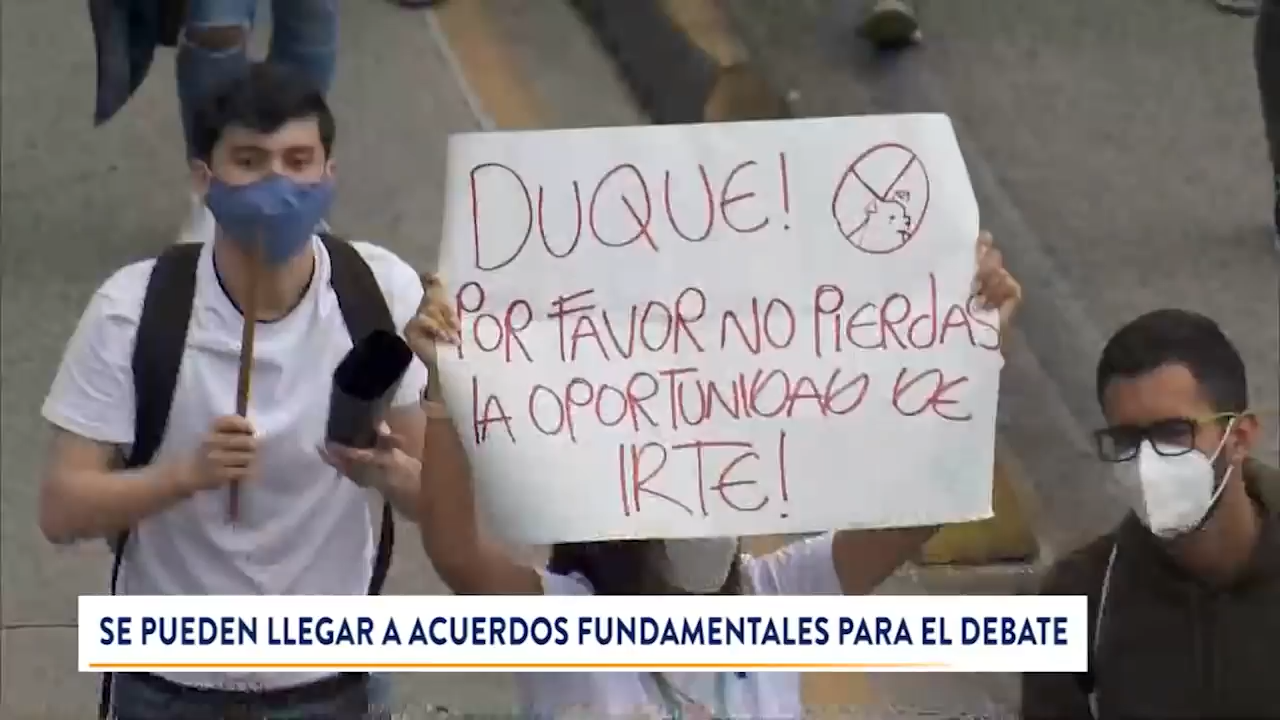 DUQUE!
POR FAVOR NO PIERDAS
LA OPORTUNIDAD DE
IRTE!
SE PUEDEN LLEGAR A ACUERDOS FUNDAMENTALES PARA EL DEBATE